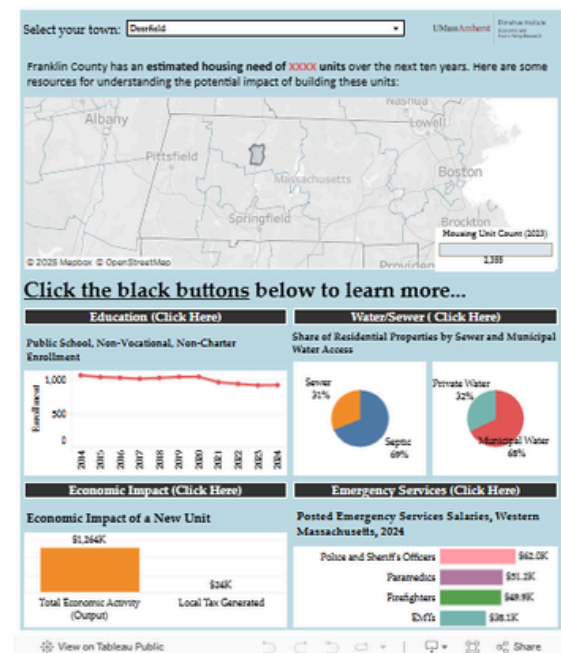 Select your town: Deerfield
UMassAmherst
Donahue Institute
Franklin County has an estimated housing need of XXXX units over the next ten years. Here are some
resources for understanding the potential impact of building these units:
Albany
Pittsfield
Massachusetts
Springfield
Nashua
Lowell
Boston
Brockton
Providen
Housing Unit Count (2023)
2,355
© 2025 Mapbox © OpenStreetMap
Click the black buttons below to learn more...
Education (Click Here)
Public School, Non-Vocational, Non-Charter
Enrollment
Enrollment
1,000
500
0
2014 2015 2016 2017 2018 2019 2020 2021 2022 2023 2024
Water/Sewer ( Click Here)
Share of Residential Properties by Sewer and Municipal
Water Access
Sewer
31%
Septic
69%
Private Water
32%
Municipal Water
68%
Economic Impact (Click Here)
Economic Impact of a New Unit
$1,264K
$24K
Total Economic Activity
(Output)
Local Tax Generated
Emergency Services (Click Here)
Posted Emergency Services Salaries, Western
Massachusetts, 2024
Police and Sheriff's Officers $62.0K
Paramedics $51.2K
Firefighters $49.9K
EMTs $38.1K
View on Tableau Public
Share